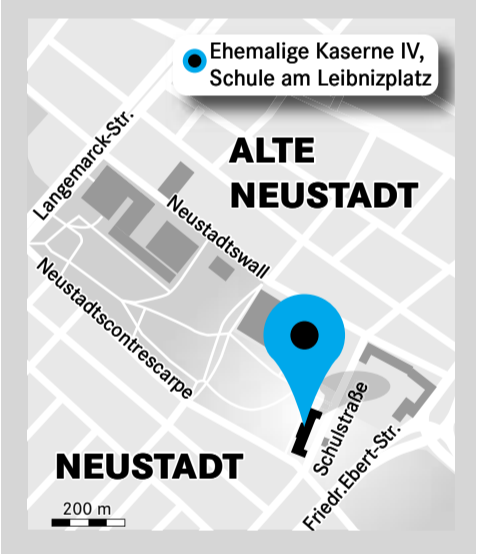 Ehemalige Kaserne IV,
Schule am Leibnizplatz
ALTE
NEUSTADT
Langemarck-Str.
Neustadtswall
Neustadtscontrescarpe
Schulstraße
Friedr.Ebert-Str.
NEUSTADT
200 m